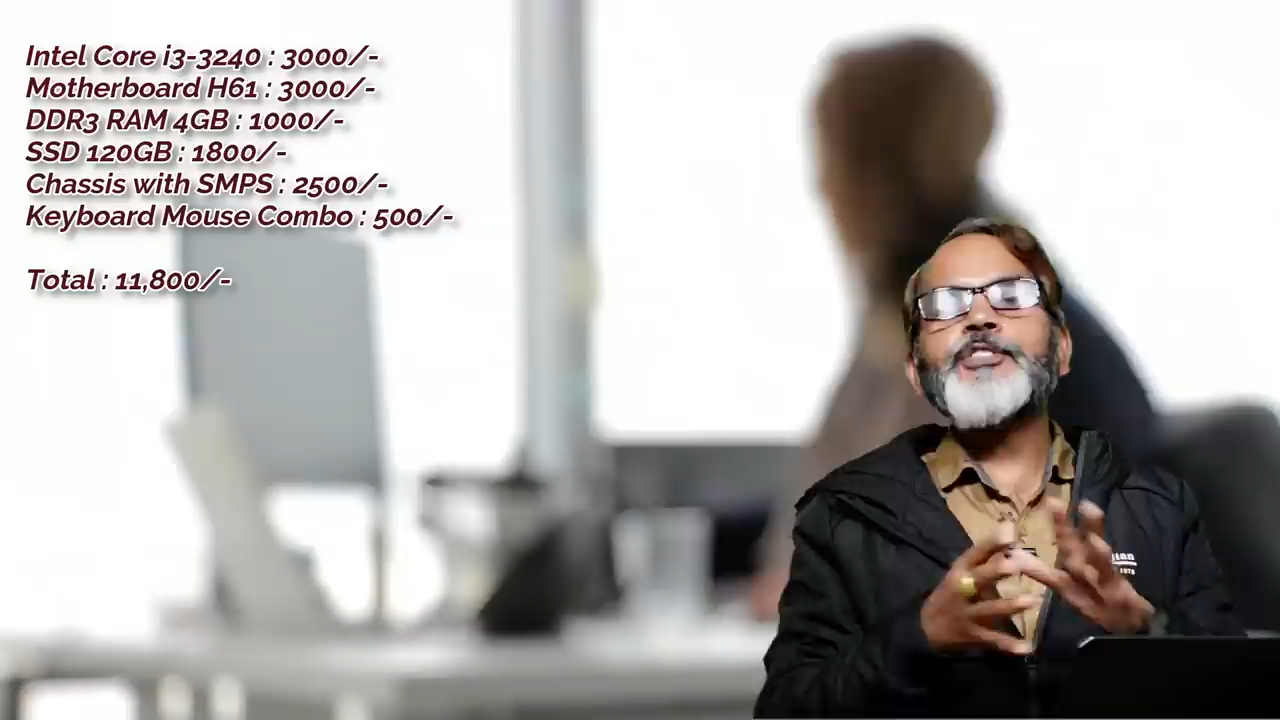 Intel Core i3-3240 : 3000/-
Motherboard H61 : 3000/-
DDR3 RAM 4GB : 1000/-
SSD 120GB : 1800/-
Chassis with SMPS : 2500/-
Keyboard Mouse Combo : 500/-
Total : 11,800/-